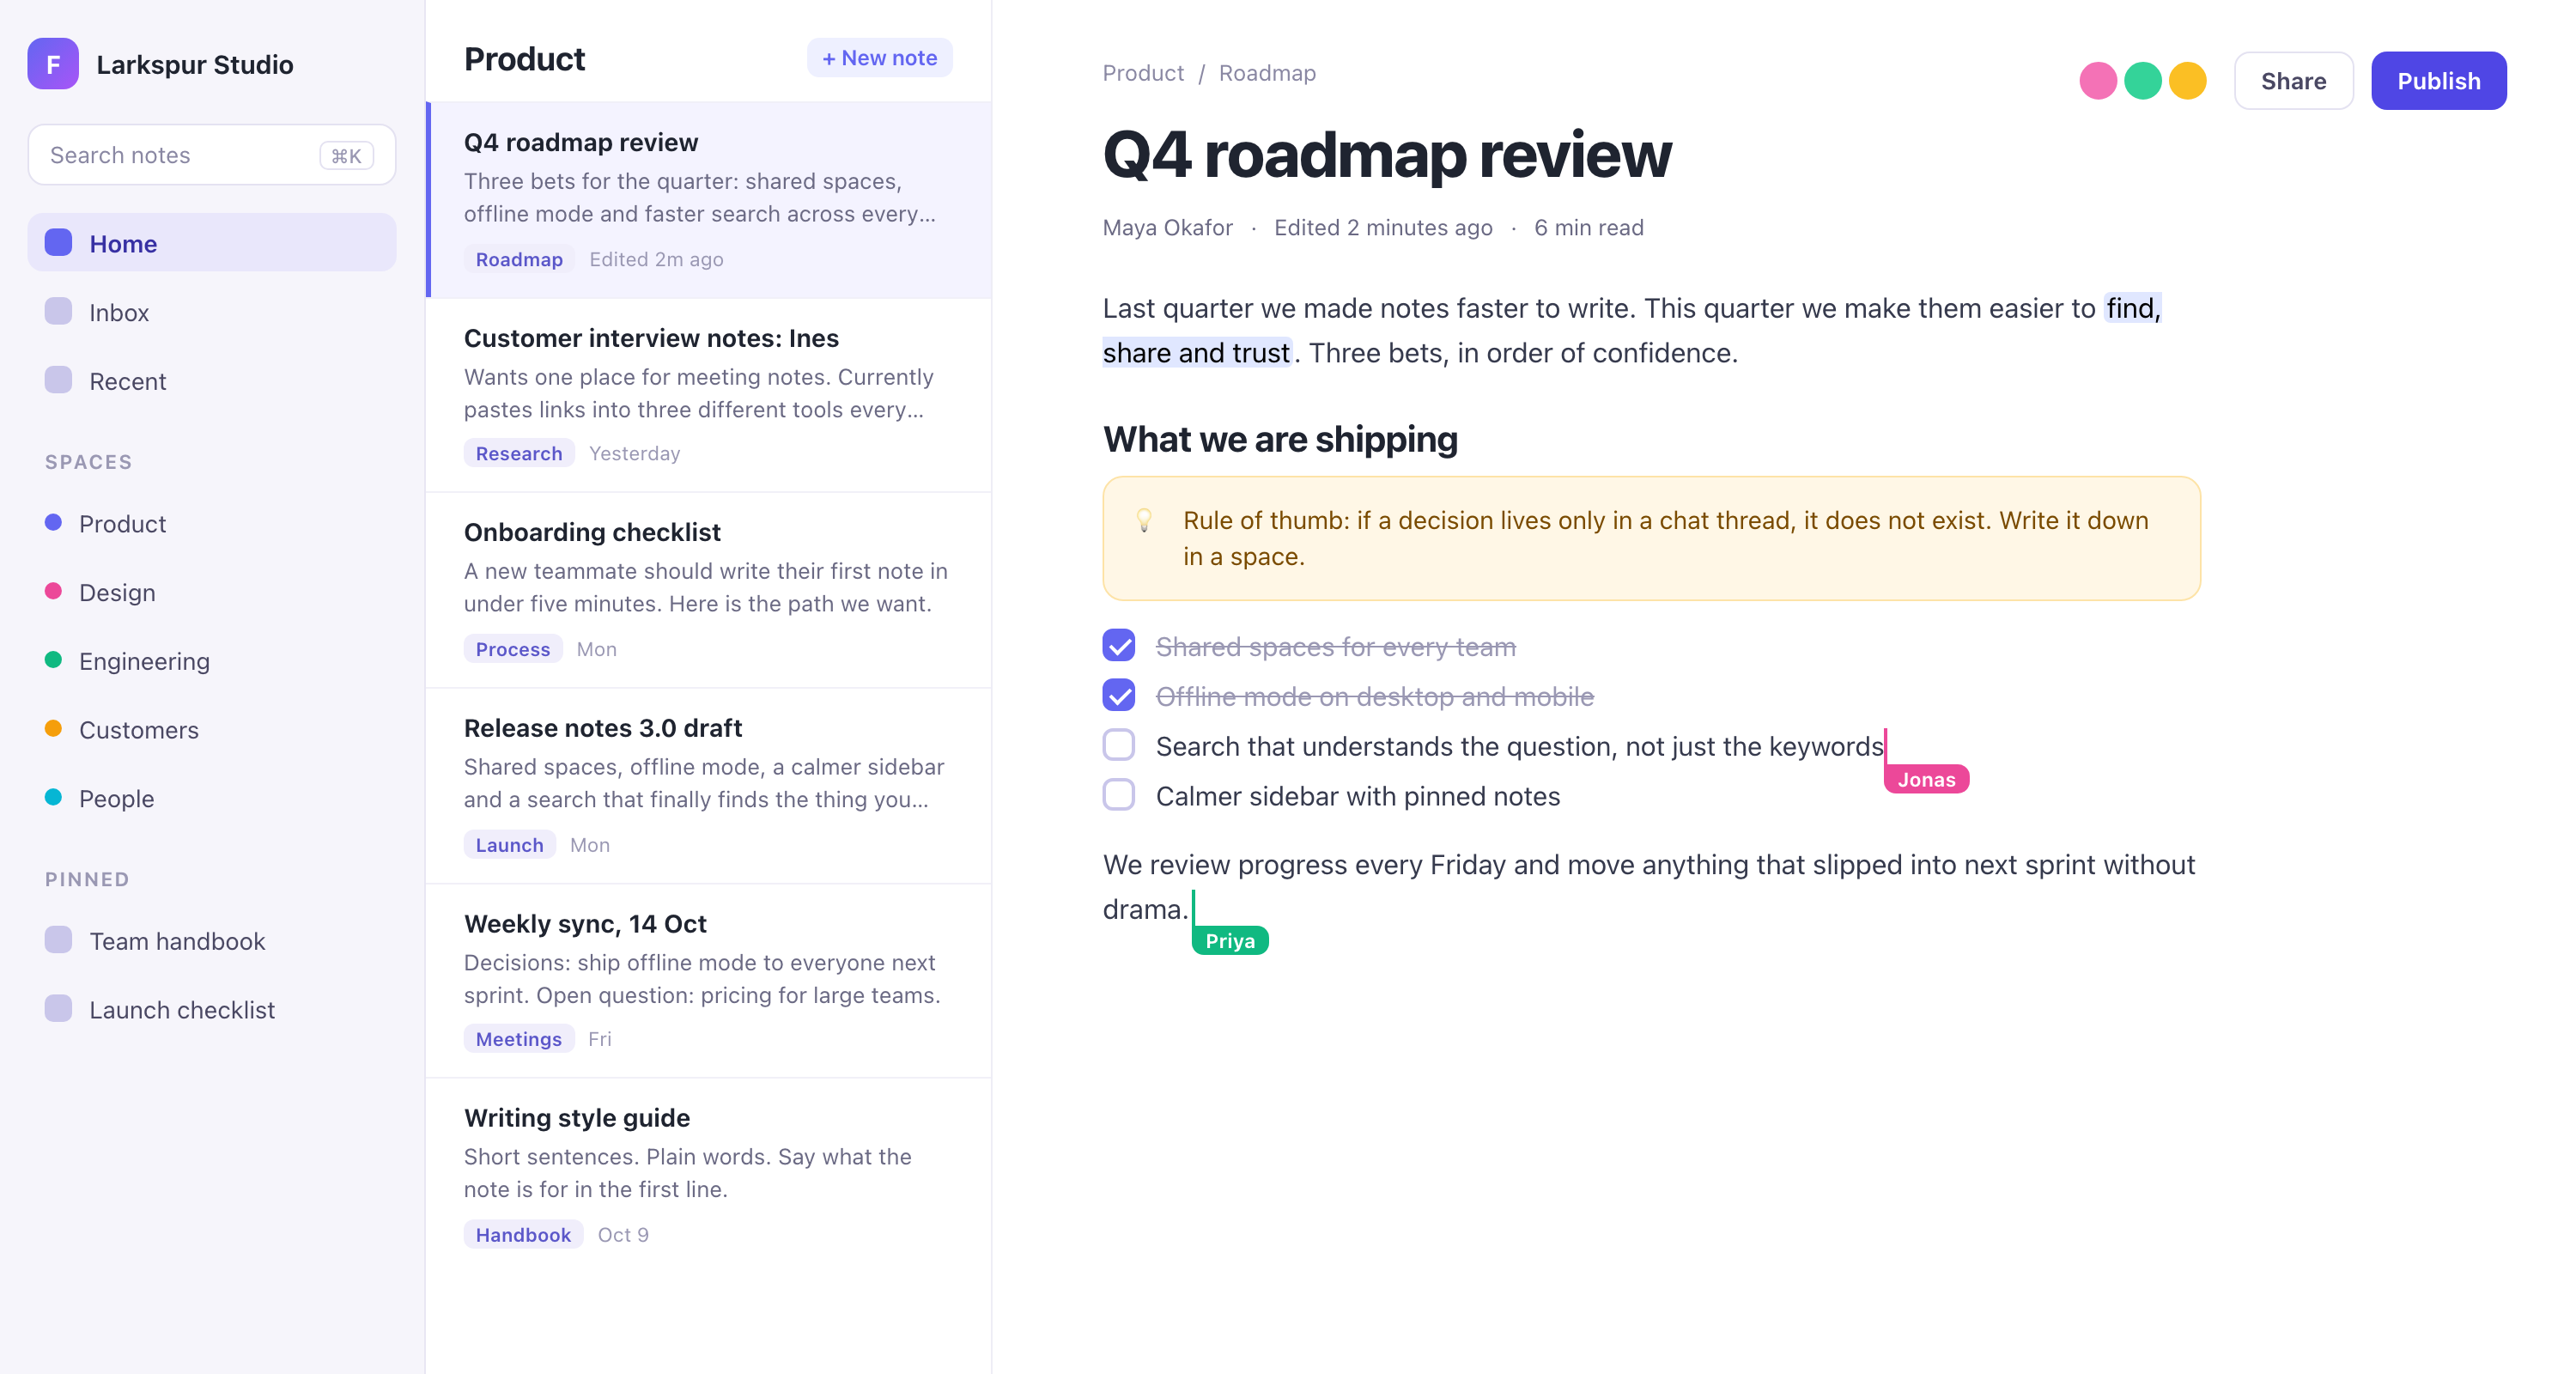 F
Larkspur Studio
Search notes
⌘K
Home
Inbox
Recent
SPACES
Product
Design
Engineering
Customers
People
PINNED
Team handbook
Launch checklist
Product
+ New note
Q4 roadmap review
Three bets for the quarter: shared spaces,
offline mode and faster search across every...
Roadmap
Edited 2m ago
Customer interview notes: Ines
Wants one place for meeting notes. Currently
pastes links into three different tools every...
Research
Yesterday
Onboarding checklist
A new teammate should write their first note in
under five minutes. Here is the path we want.
Process
Mon
Release notes 3.0 draft
Shared spaces, offline mode, a calmer sidebar
and a search that finally finds the thing you...
Launch
Mon
Weekly sync, 14 Oct
Decisions: ship offline mode to everyone next
sprint. Open question: pricing for large teams.
Meetings
Fri
Writing style guide
Short sentences. Plain words. Say what the
note is for in the first line.
Handbook
Oct 9
Product / Roadmap
Share
Publish
Q4 roadmap review
Maya Okafor · Edited 2 minutes ago · 6 min read
Last quarter we made notes faster to write. This quarter we make them easier to find,
share and trust. Three bets, in order of confidence.
What we are shipping
Rule of thumb: if a decision lives only in a chat thread, it does not exist. Write it down
in a space.
Shared spaces for every team
Offline mode on desktop and mobile
Search that understands the question, not just the keywords
Jonas
Calmer sidebar with pinned notes
We review progress every Friday and move anything that slipped into next sprint without
drama.
Priya